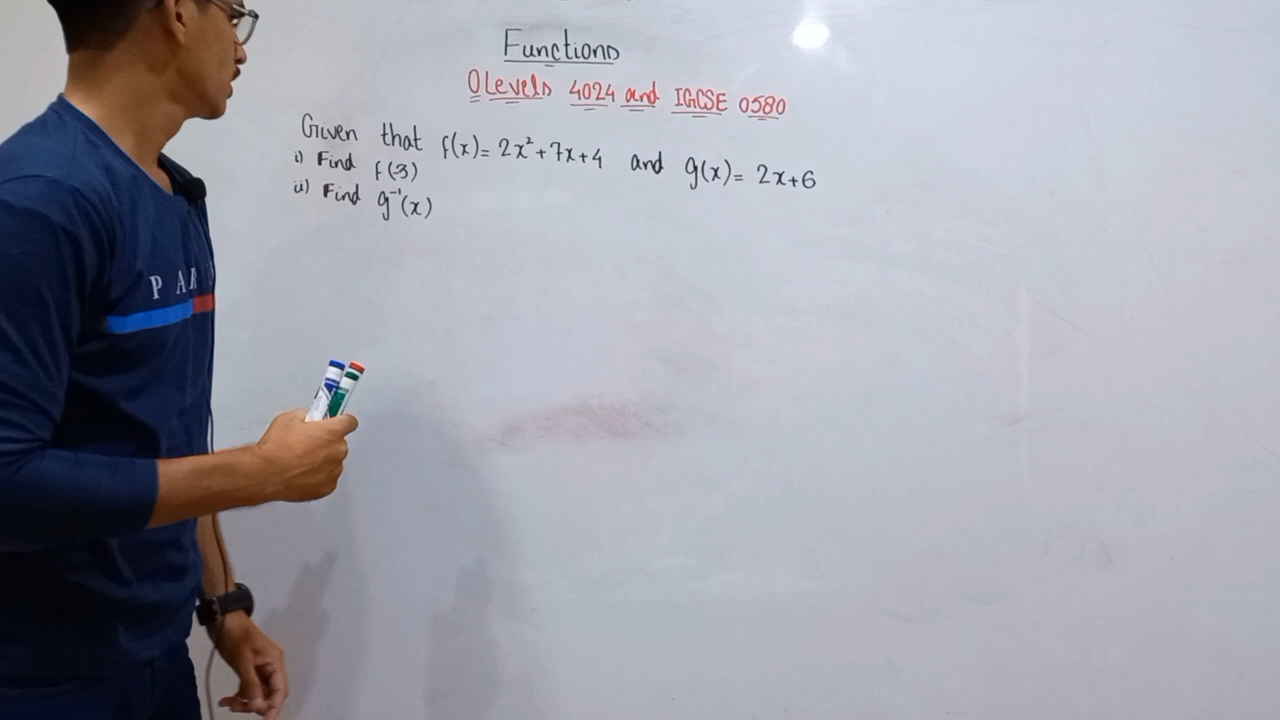 Functions
OLevels 4024 and IGCSE 0580
Given that f(x)= 2x²+7x+4 and g(x)= 2x+6
i) Find f(3)
ii) Find g⁻¹(x)